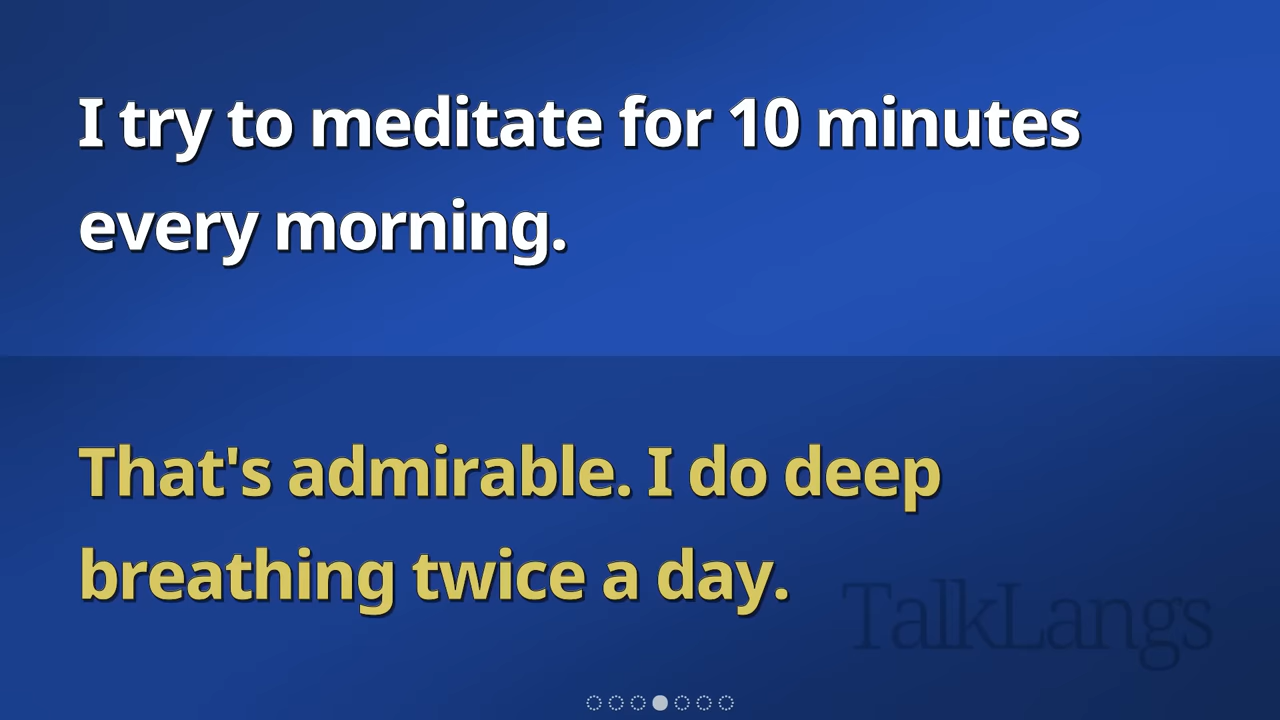 I try to meditate for 10 minutes
every morning.
That's admirable. I do deep
breathing twice a day.
TalkLangs